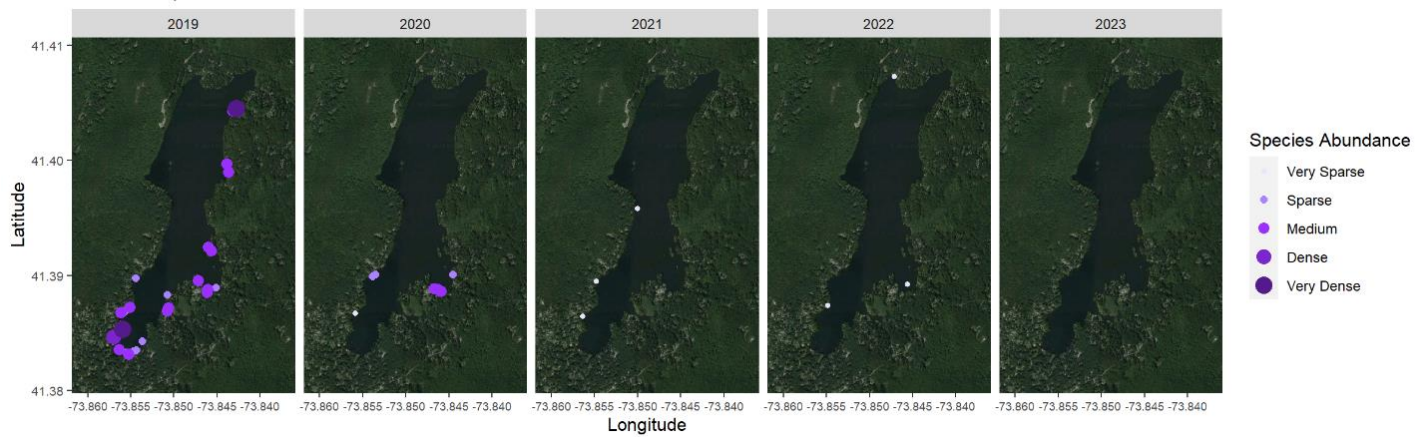 2019 2020 2021 2022 2023
41.41
41.40
41.39
41.38
Latitude
-73.860 -73.855 -73.850 -73.845 -73.840 -73.860 -73.855 -73.850 -73.845 -73.840 -73.860 -73.855 -73.850 -73.845 -73.840 -73.860 -73.855 -73.850 -73.845 -73.840 -73.860 -73.855 -73.850 -73.845 -73.840
Longitude
Species Abundance
Very Sparse
Sparse
Medium
Dense
Very Dense